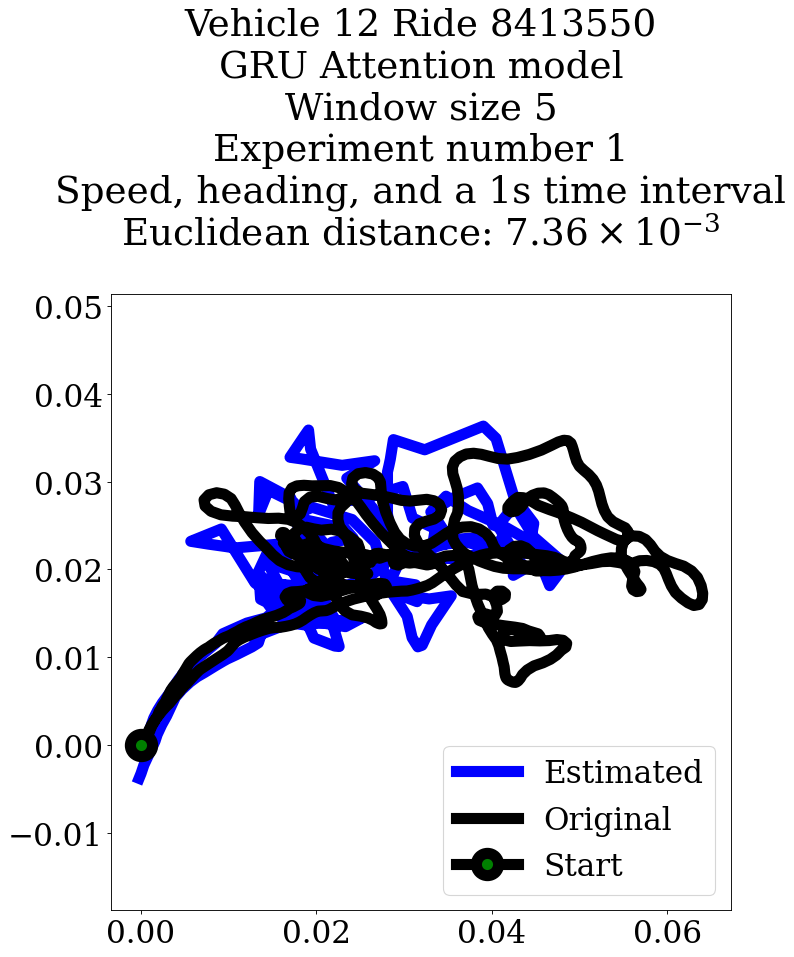 Vehicle 12 Ride 8413550
GRU Attention model
Window size 5
Experiment number 1
Speed, heading, and a 1s time interval
Euclidean distance: 7.36 × 10⁻³
0.05
0.04
0.03
0.02
0.01
0.00
−0.01
Estimated
Original
Start
0.00 0.02 0.04 0.06